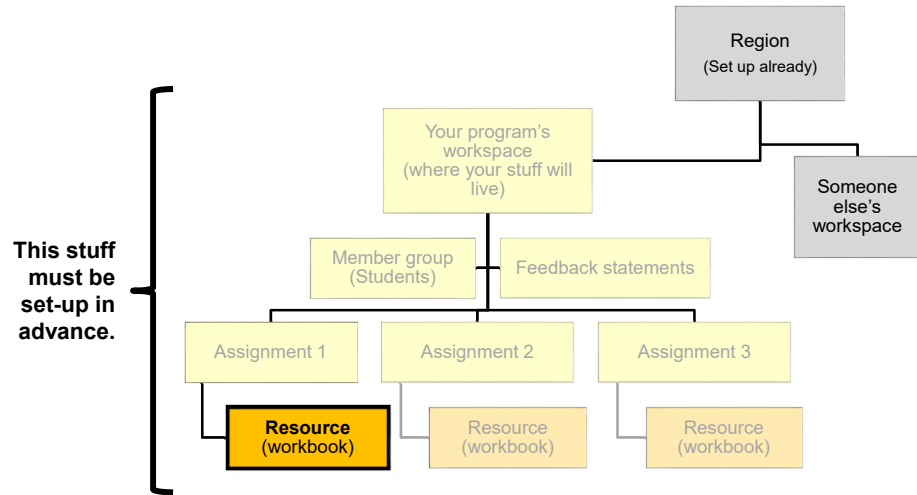 Region
(Set up already)
Your program's
workspace
(where your stuff will
live)
Someone
else's
workspace
This stuff
must be
set-up in
advance.
Member group
(Students)
Feedback statements
Assignment 1
Assignment 2
Assignment 3
Resource
(workbook)
Resource
(workbook)
Resource
(workbook)